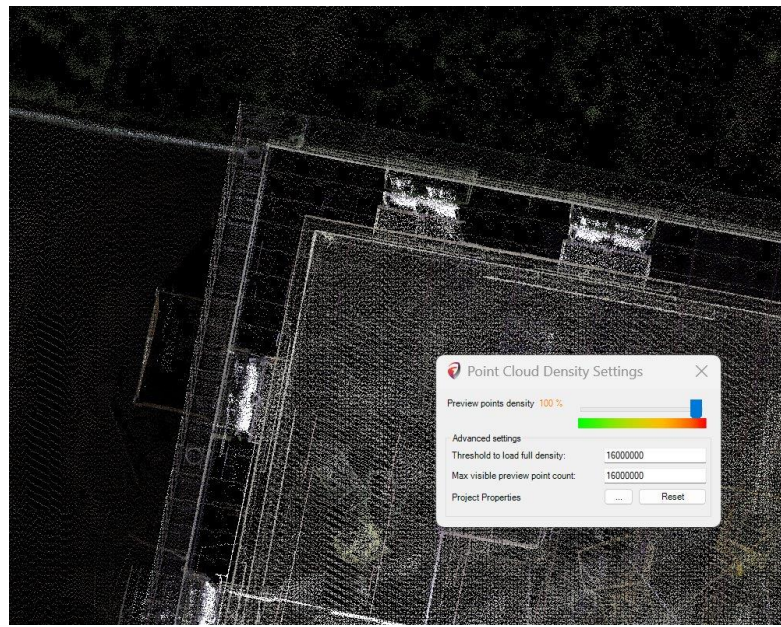 Point Cloud Density Settings
Preview points density 100 %
Advanced settings
Threshold to load full density: 16000000
Max visible preview point count: 16000000
Project Properties ... Reset